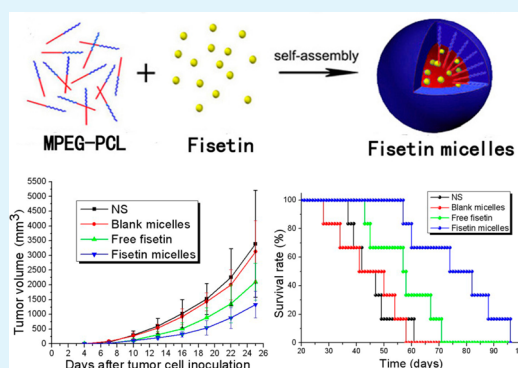 MPEG-PCL
+
Fisetin
self-assembly
Fisetin micelles
Tumor volume (mm³)
5500
5000
4500
4000
3500
3000
2500
2000
1500
1000
500
0
NS
Blank micelles
Free fisetin
Fisetin micelles
0 2 4 6 8 10 12 14 16 18 20 22 24 26
Days after tumor cell inoculation
Survival rate (%)
100
80
60
40
20
0
NS
Blank micelles
Free fisetin
Fisetin micelles
20 30 40 50 60 70 80 90
Time (days)